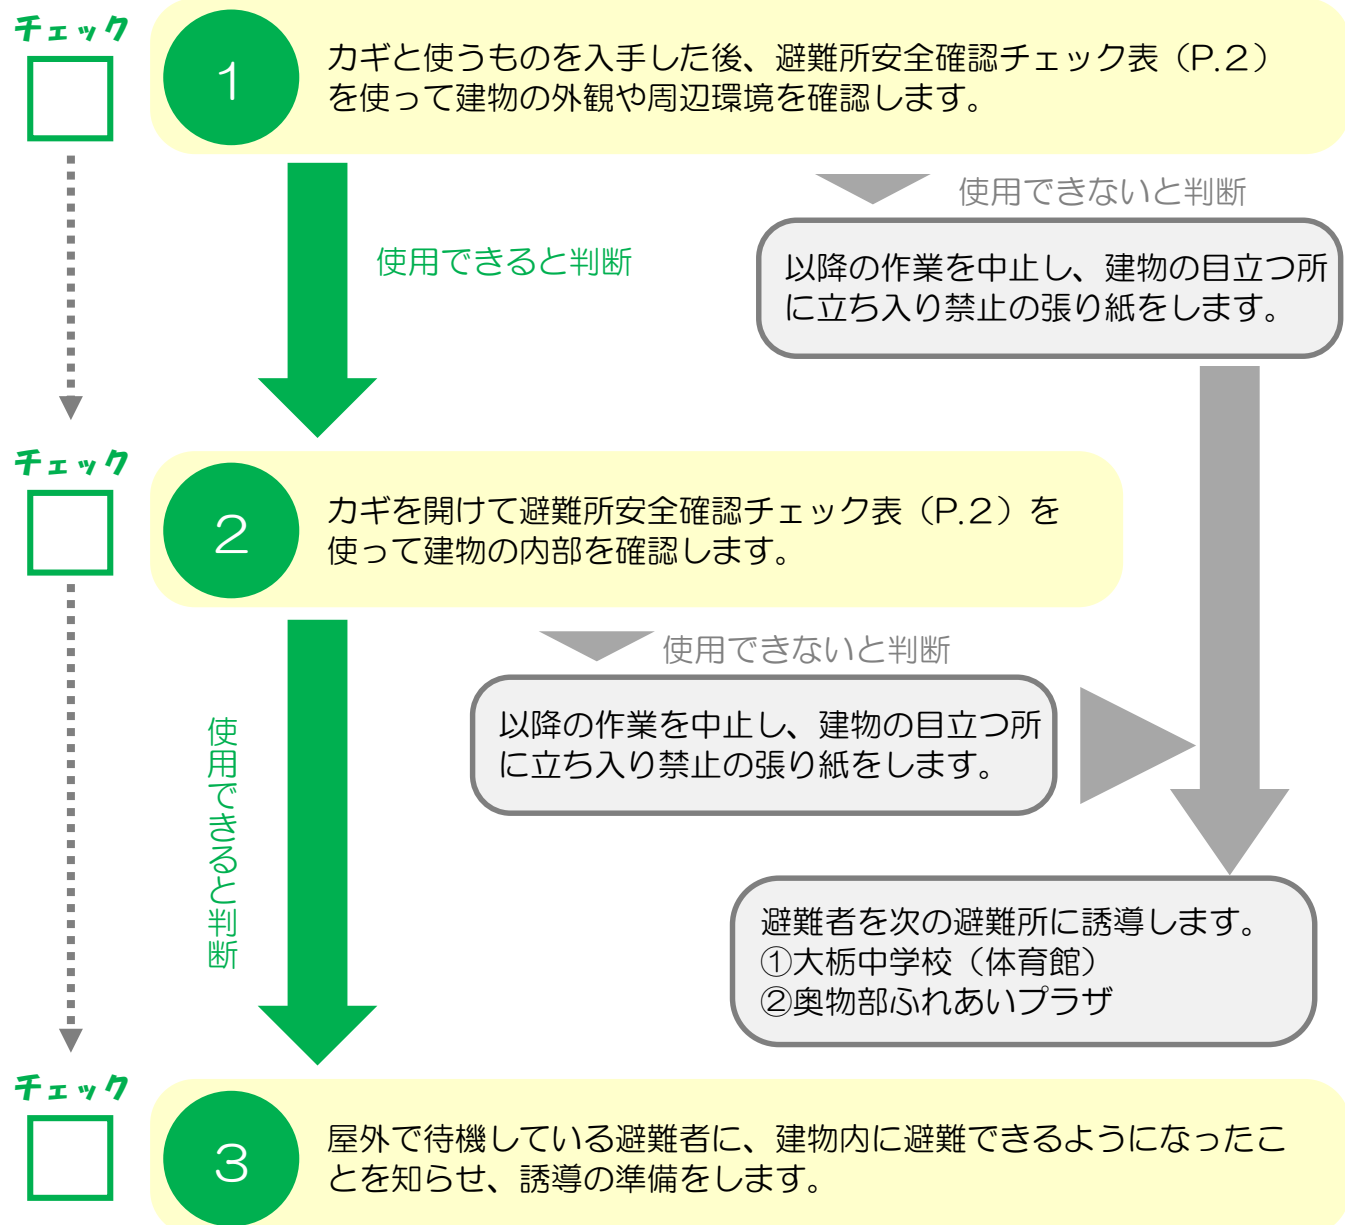 チェック
1
カギと使うものを入手した後、避難所安全確認チェック表（P.2）
を使って建物の外観や周辺環境を確認します。
使用できないと判断
使用できると判断
以降の作業を中止し、建物の目立つ所
に立ち入り禁止の張り紙をします。
チェック
2
カギを開けて避難所安全確認チェック表（P.2）を
使って建物の内部を確認します。
使用できないと判断
以降の作業を中止し、建物の目立つ所
に立ち入り禁止の張り紙をします。
使用できると判断
避難者を次の避難所に誘導します。
①大栃中学校（体育館）
②奥物部ふれあいプラザ
チェック
3
屋外で待機している避難者に、建物内に避難できるようになったこ
とを知らせ、誘導の準備をします。